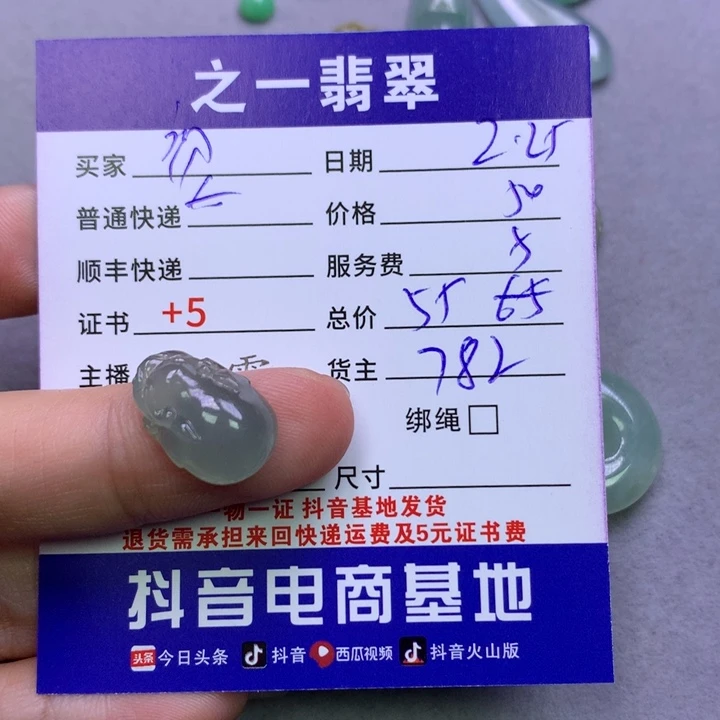 之一翡翠
买家 日期 2.25
普通快递 价格 50
顺丰快递 服务费 5
证书 +5 总价 55 65
主播 货主 782
绑绳
尺寸
物一证 抖音基地发货
退货需承担来回快递运费及5元证书费
抖音电商基地
头条 今日头条 抖音 西瓜视频 抖音火山版